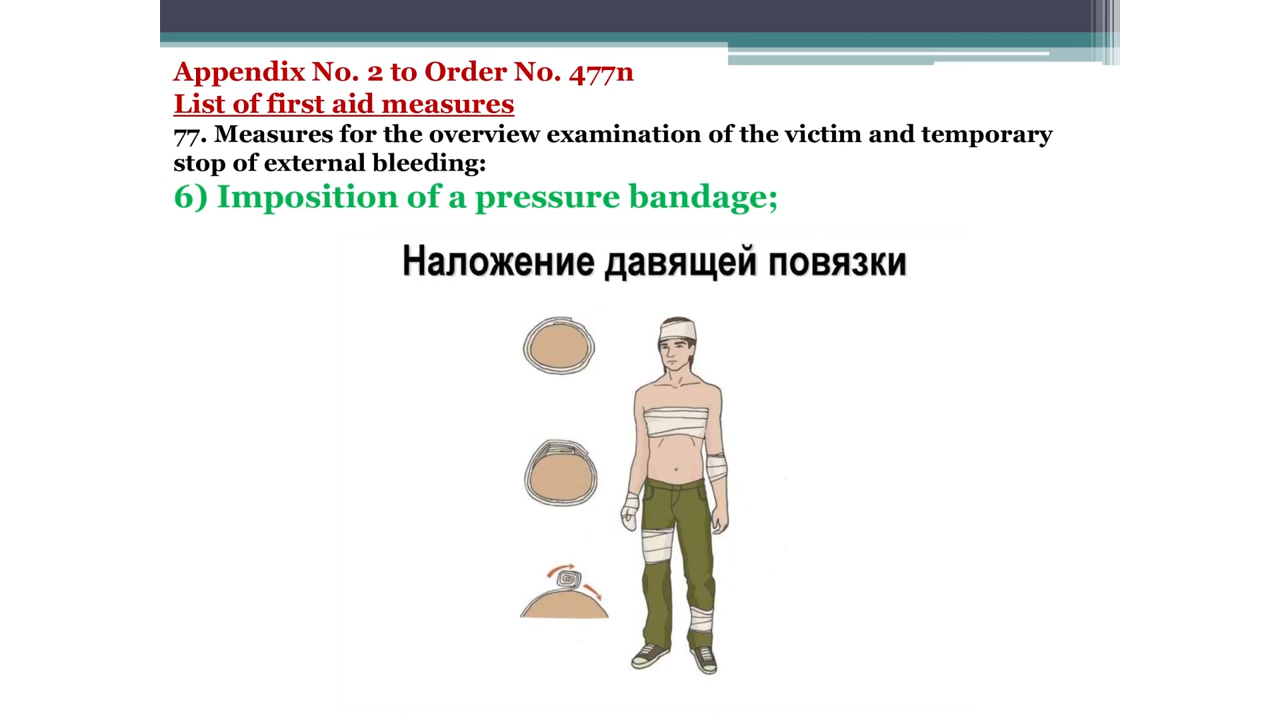 Appendix No. 2 to Order No. 477n
List of first aid measures
77. Measures for the overview examination of the victim and temporary
stop of external bleeding:
6) Imposition of a pressure bandage;
Наложение давящей повязки